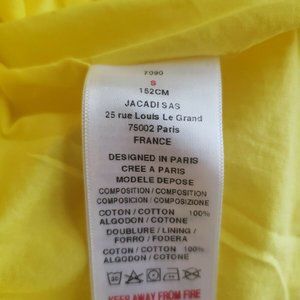 7090
S
152CM
JACADI SAS
25 rue Louis Le Grand
75002 Paris
FRANCE
DESIGNED IN PARIS
CREE A PARIS
MODELE DEPOSE
COMPOSITION / COMPOSITION /
COMPOSICION / COMPOSIZIONE
COTON / COTTON 100%
ALGODON / COTONE
DOUBLURE / LINING /
FORRO / FODERA
COTON / COTTON 100%
ALGODON / COTONE
KEEP AWAY FROM FIRE